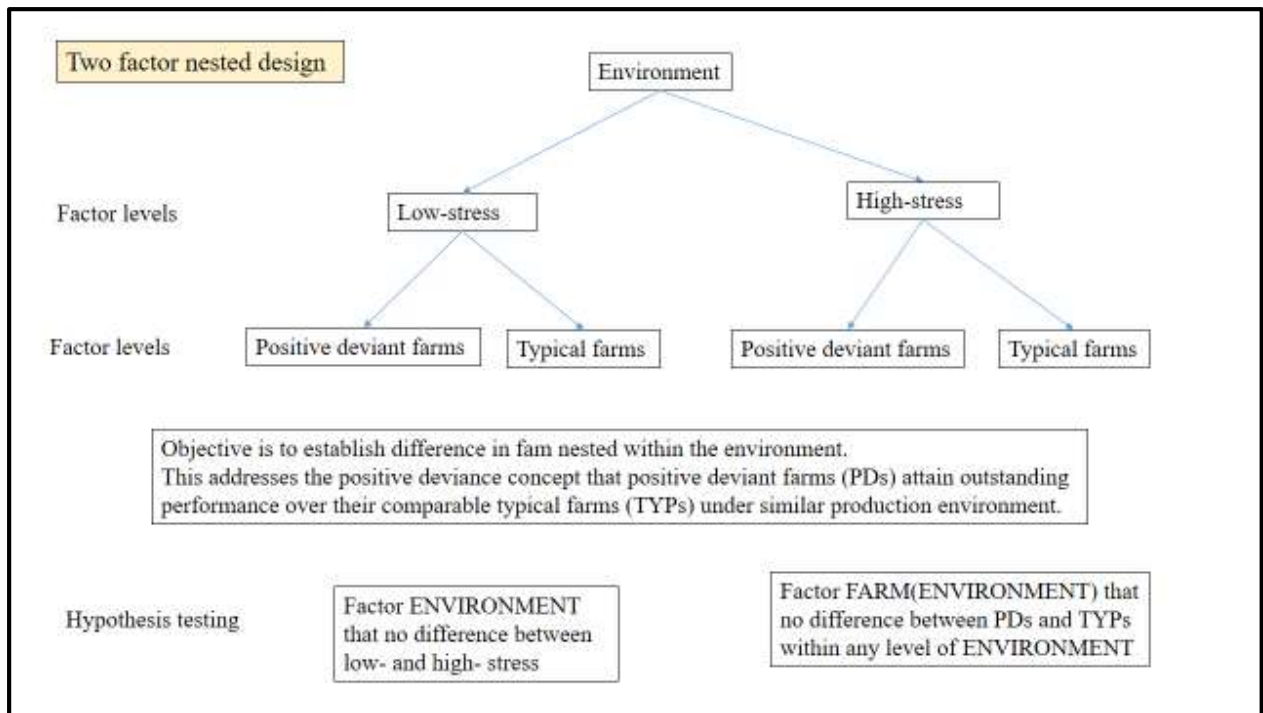 Two factor nested design
Environment
Factor levels
Low-stress
High-stress
Factor levels
Positive deviant farms
Typical farms
Positive deviant farms
Typical farms
Objective is to establish difference in fam nested within the environment.
This addresses the positive deviance concept that positive deviant farms (PDs) attain outstanding
performance over their comparable typical farms (TYPs) under similar production environment.
Hypothesis testing
Factor ENVIRONMENT
that no difference between
low- and high- stress
Factor FARM(ENVIRONMENT) that
no difference between PDs and TYPs
within any level of ENVIRONMENT